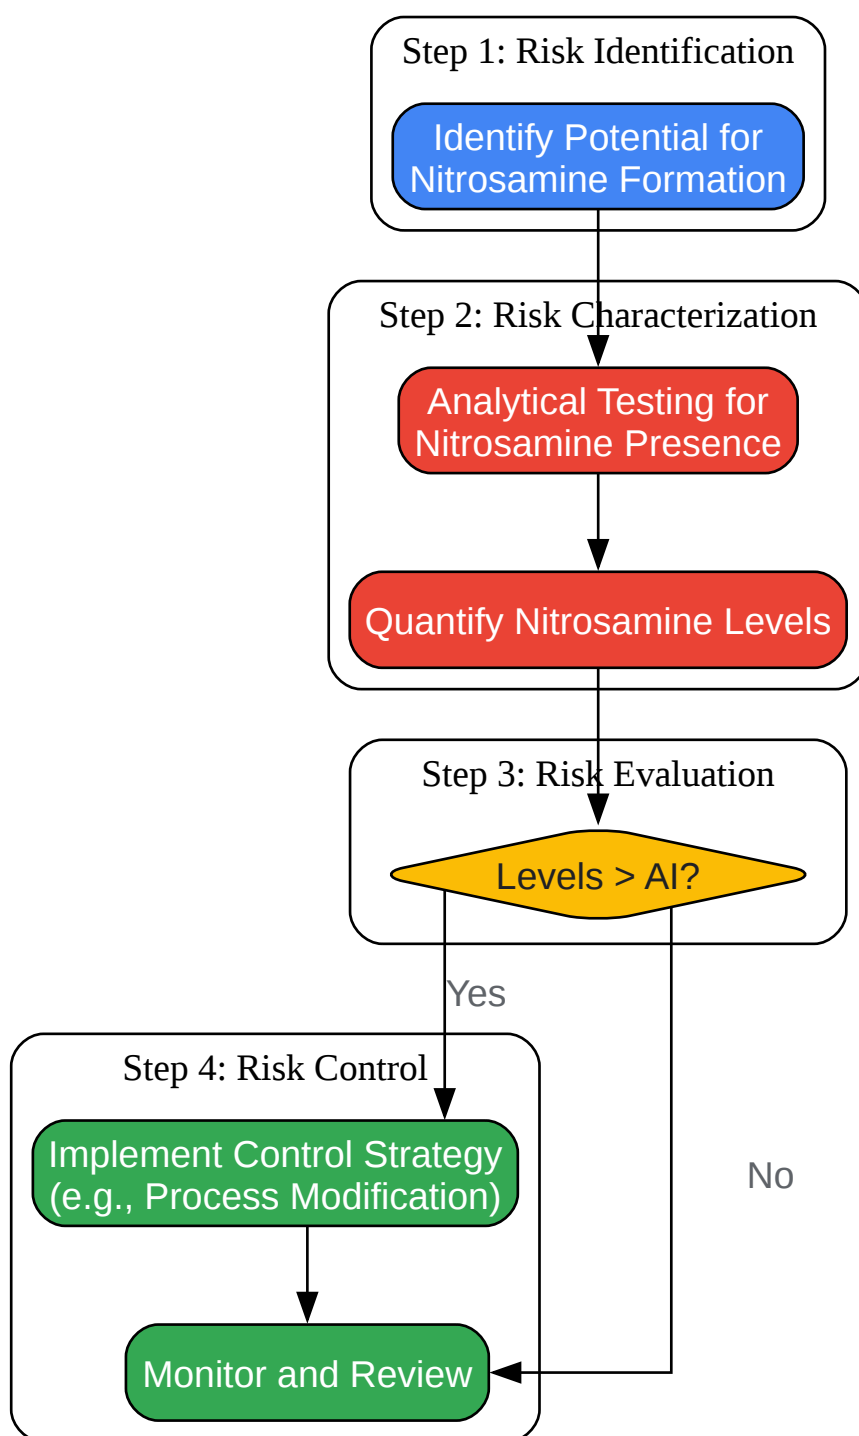 Step 1: Risk Identification
Identify Potential for
Nitrosamine Formation
Step 2: Risk Characterization
Analytical Testing for
Nitrosamine Presence
Quantify Nitrosamine Levels
Step 3: Risk Evaluation
Levels > AI?
Yes
Step 4: Risk Control
Implement Control Strategy
(e.g., Process Modification)
No
Monitor and Review